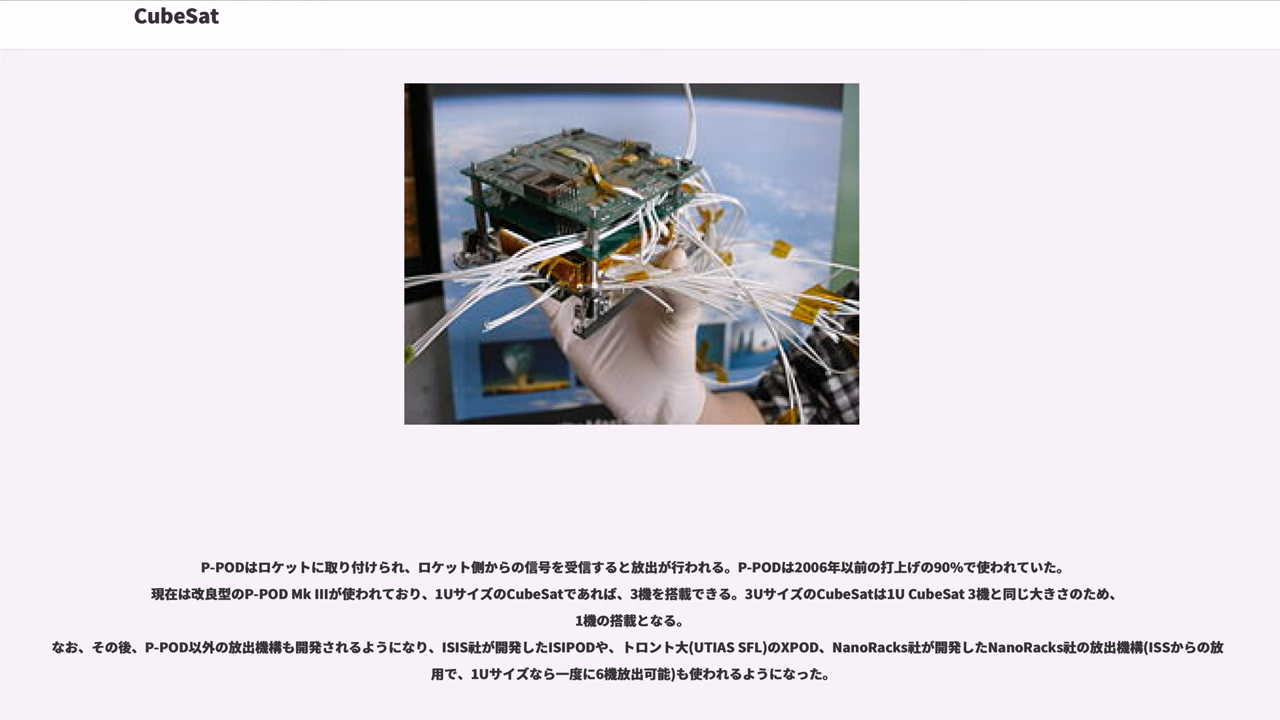 CubeSat
P-PODはロケットに取り付けられ、ロケット側からの信号を受信すると放出が行われる。P-PODは2006年以前の打上げの90%で使われていた。
現在は改良型のP-POD Mk IIIが使われており、1UサイズのCubeSatであれば、3機を搭載できる。3UサイズのCubeSatは1U CubeSat 3機と同じ大きさのため、
1機の搭載となる。
なお、その後、P-POD以外の放出機構も開発されるようになり、ISIS社が開発したISIPODや、トロント大(UTIAS SFL)のXPOD、NanoRacks社が開発したNanoRacks社の放出機構(ISSからの放
用で、1Uサイズなら一度に6機放出可能)も使われるようになった。